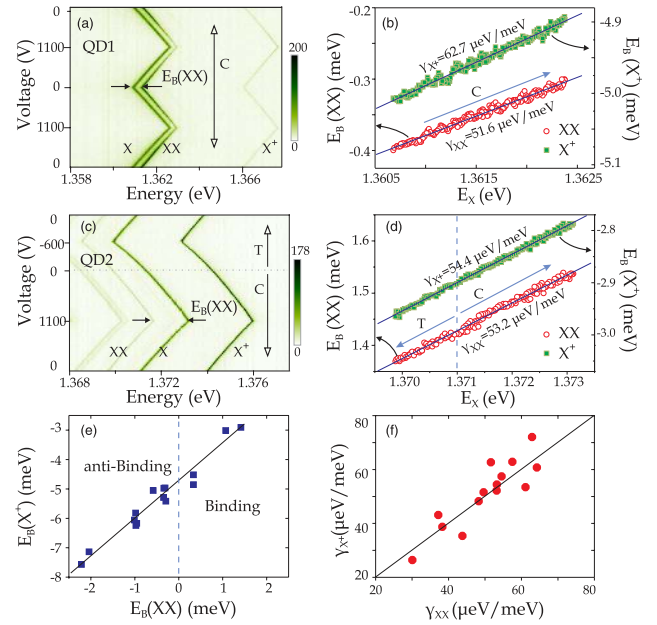 (a)
QD1
Voltage (V)
0
1100
0
1100
0
C
E_B(XX)
X
XX
X⁺
200
0
1.358
1.362
1.366
Energy (eV)
(b)
E_B (XX) (meV)
-0.2
-0.3
-0.4
γ_X⁺=62.7 μeV/meV
C
γ_XX=51.6 μeV/meV
XX
X⁺
-4.9
-5.0
-5.1
E_B(X⁺) (meV)
1.3605
1.3615
1.3625
E_X (eV)
(c)
QD2
Voltage (V)
0
-600
0
1100
0
T
C
E_B(XX)
XX
X
X⁺
178
0
1.368
1.372
1.376
Energy (eV)
(d)
E_B (XX) (meV)
1.6
1.5
1.4
γ_X⁺=54.4 μeV/meV
T
C
γ_XX=53.2 μeV/meV
XX
X⁺
-2.8
-2.9
-3.0
E_B (X⁺) (meV)
1.370
1.371
1.372
1.373
E_X (eV)
(e)
E_B(X⁺) (meV)
-3
-4
-5
-6
-7
-8
anti-Binding
Binding
-2
-1
0
1
2
E_B(XX) (meV)
(f)
γ_X⁺(μeV/meV)
80
60
40
20
20
40
60
80
γ_XX(μeV/meV)